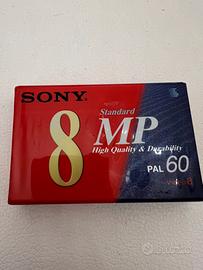 SONY
Standard
8 MP
High Quality & Durability
PAL 60